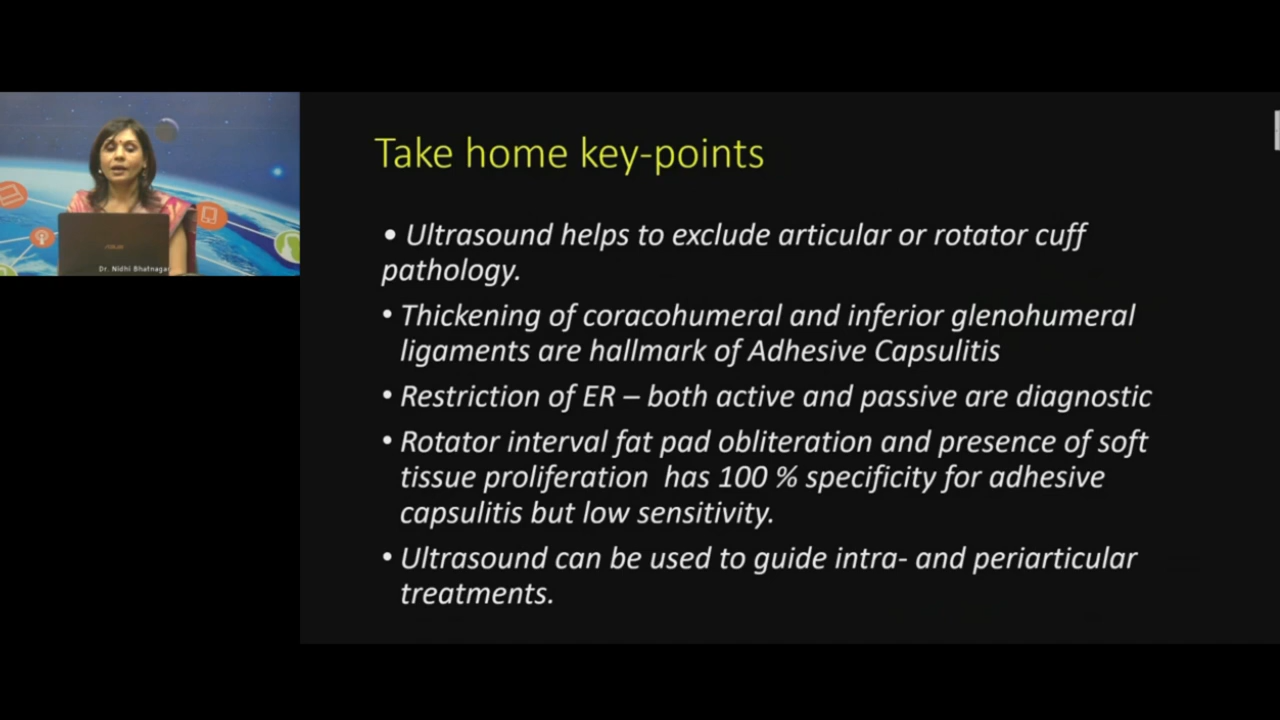 Take home key-points
• Ultrasound helps to exclude articular or rotator cuff
pathology.
• Thickening of coracohumeral and inferior glenohumeral
ligaments are hallmark of Adhesive Capsulitis
• Restriction of ER – both active and passive are diagnostic
• Rotator interval fat pad obliteration and presence of soft
tissue proliferation  has 100 % specificity for adhesive
capsulitis but low sensitivity.
• Ultrasound can be used to guide intra- and periarticular
treatments.
ASUS
Dr. Nidhi Bhatnagar